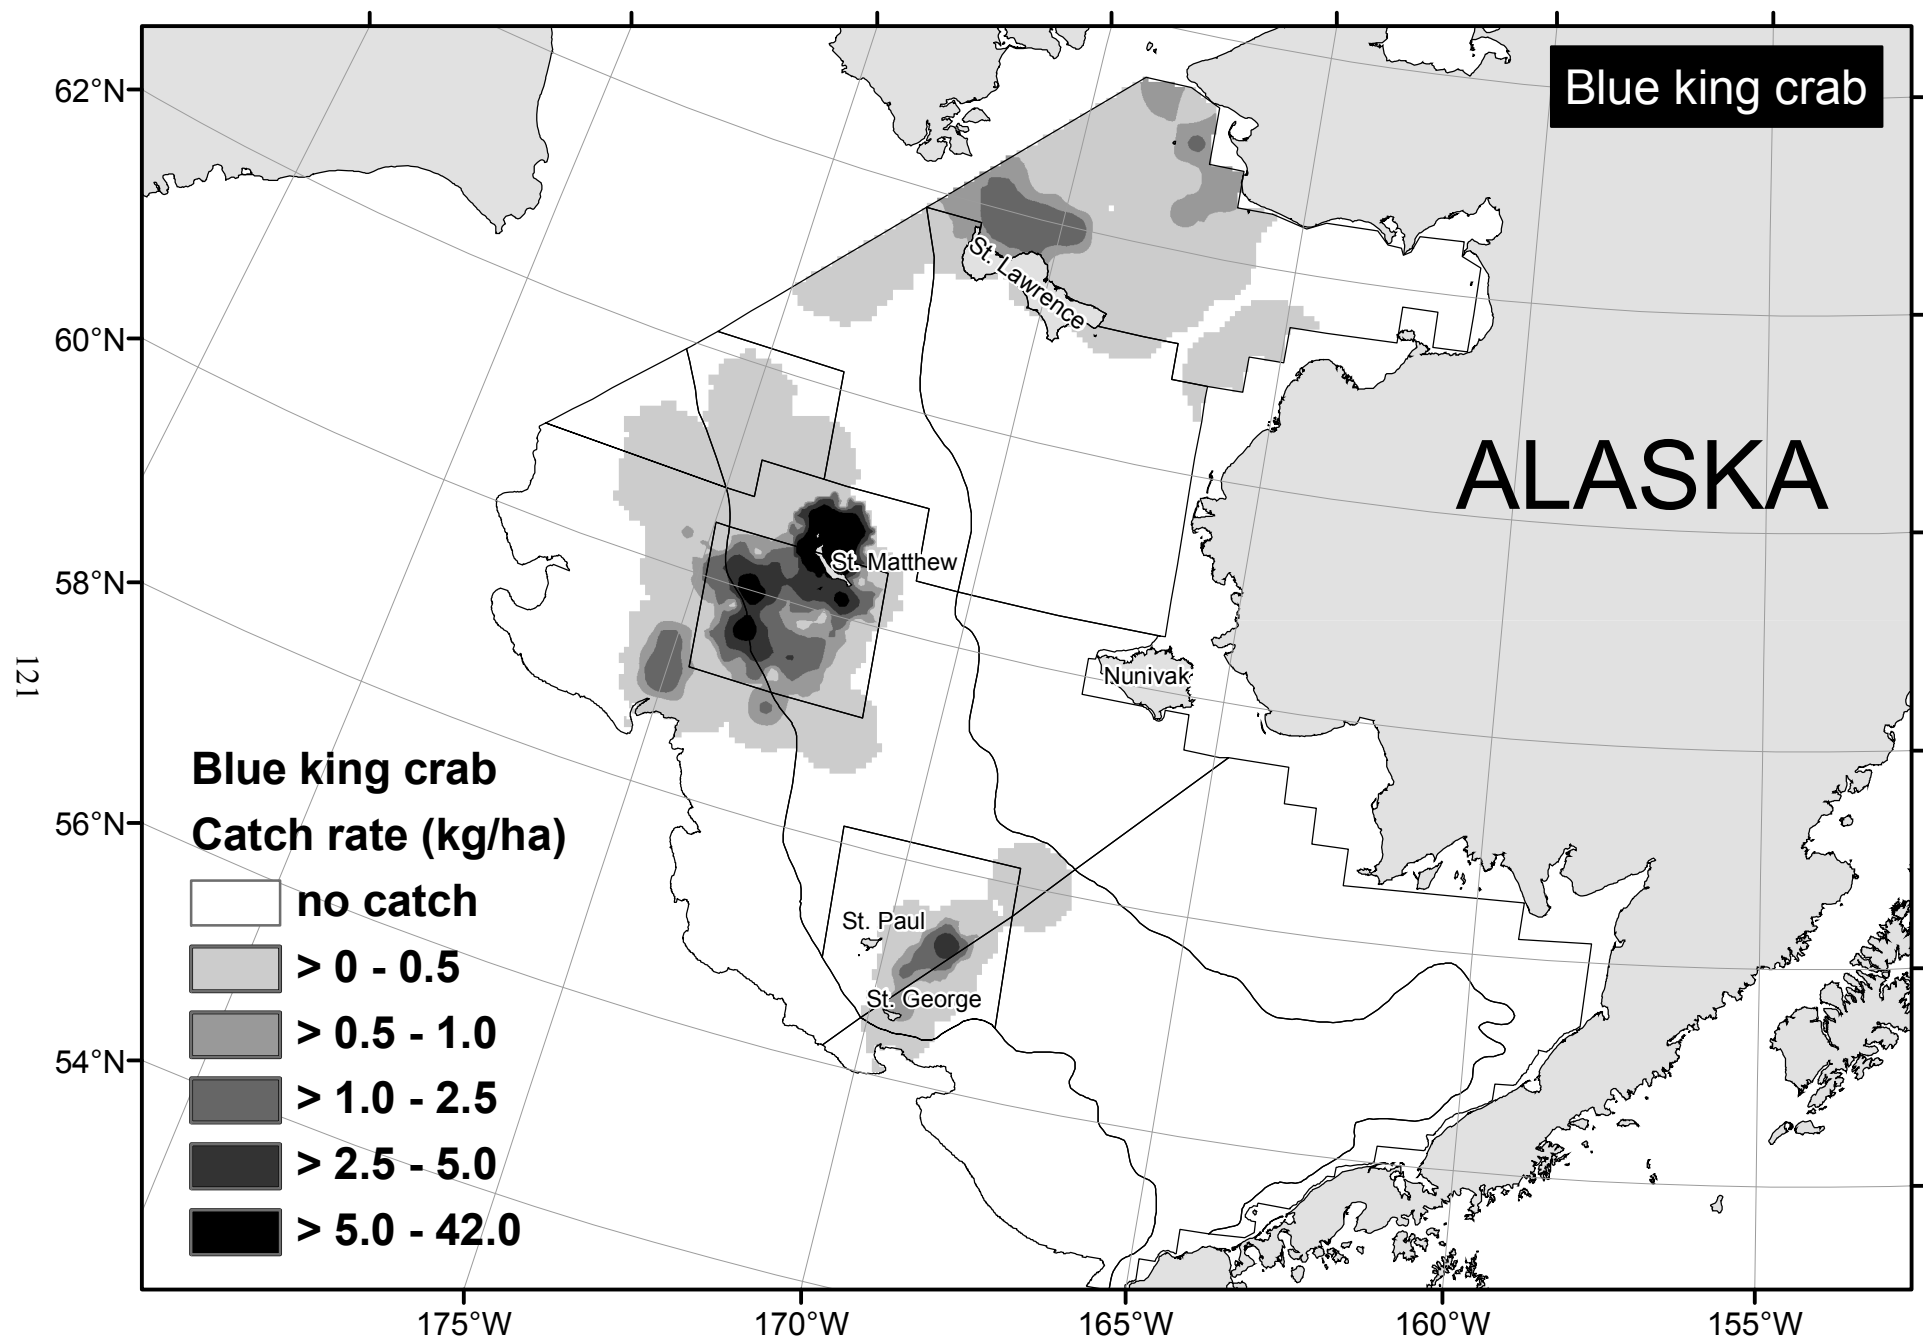 Blue king crab
62°N
60°N
58°N
56°N
54°N
St. Lawrence
ALASKA
St. Matthew
Nunivak
St. Paul
St. George
121
Blue king crab
Catch rate (kg/ha)
no catch
> 0 - 0.5
> 0.5 - 1.0
> 1.0 - 2.5
> 2.5 - 5.0
> 5.0 - 42.0
175°W
170°W
165°W
160°W
155°W